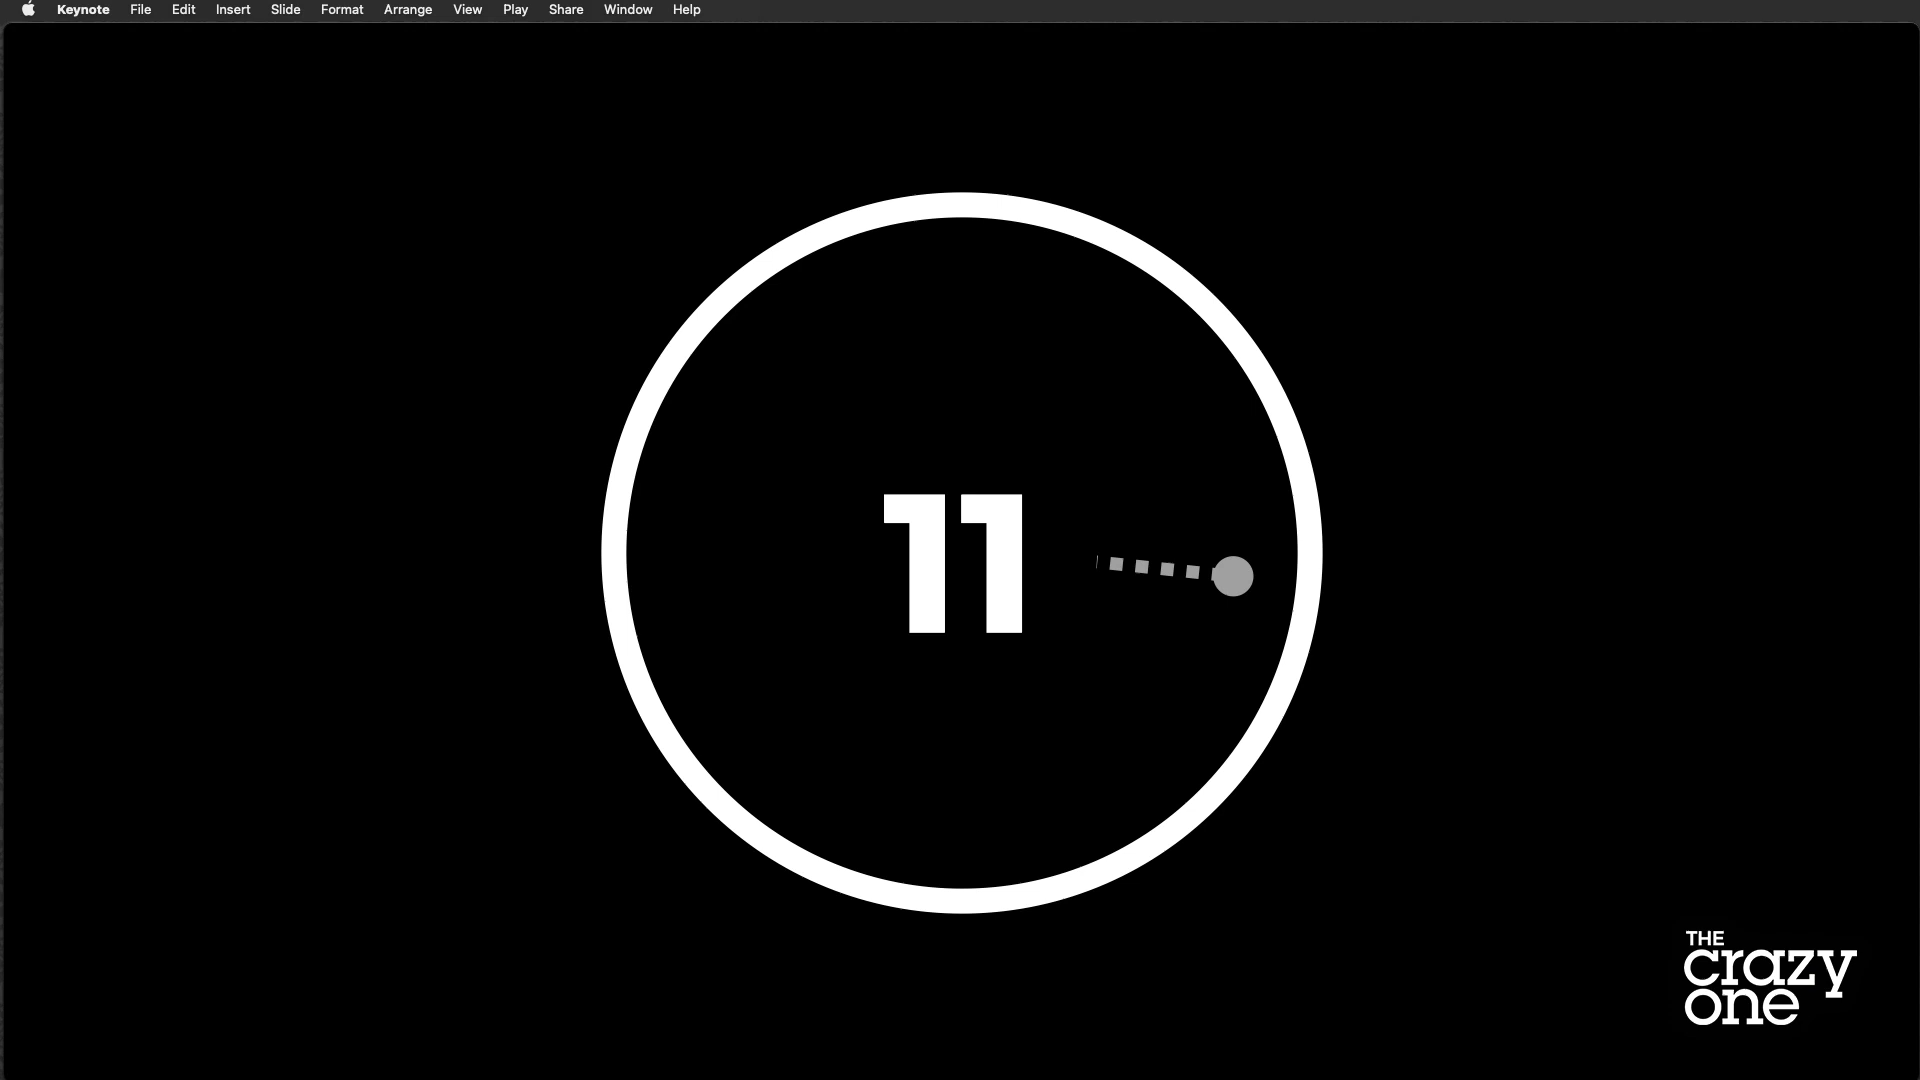 Keynote File Edit Insert Slide Format Arrange View Play Share Window Help
11
THE
crazy
one